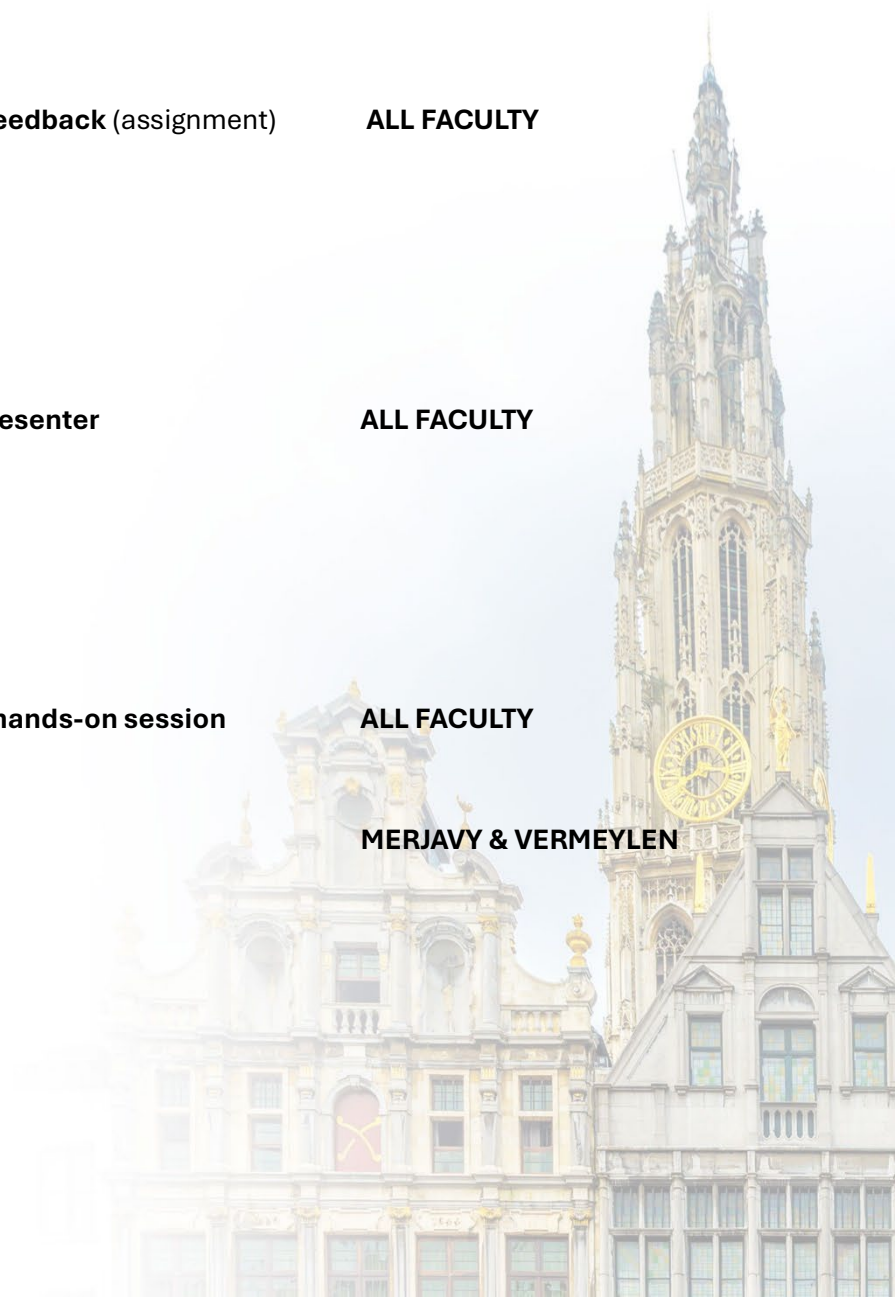 eedback (assignment) ALL FACULTY
esenter ALL FACULTY
hands-on session ALL FACULTY
MERJAVY & VERMEYLEN